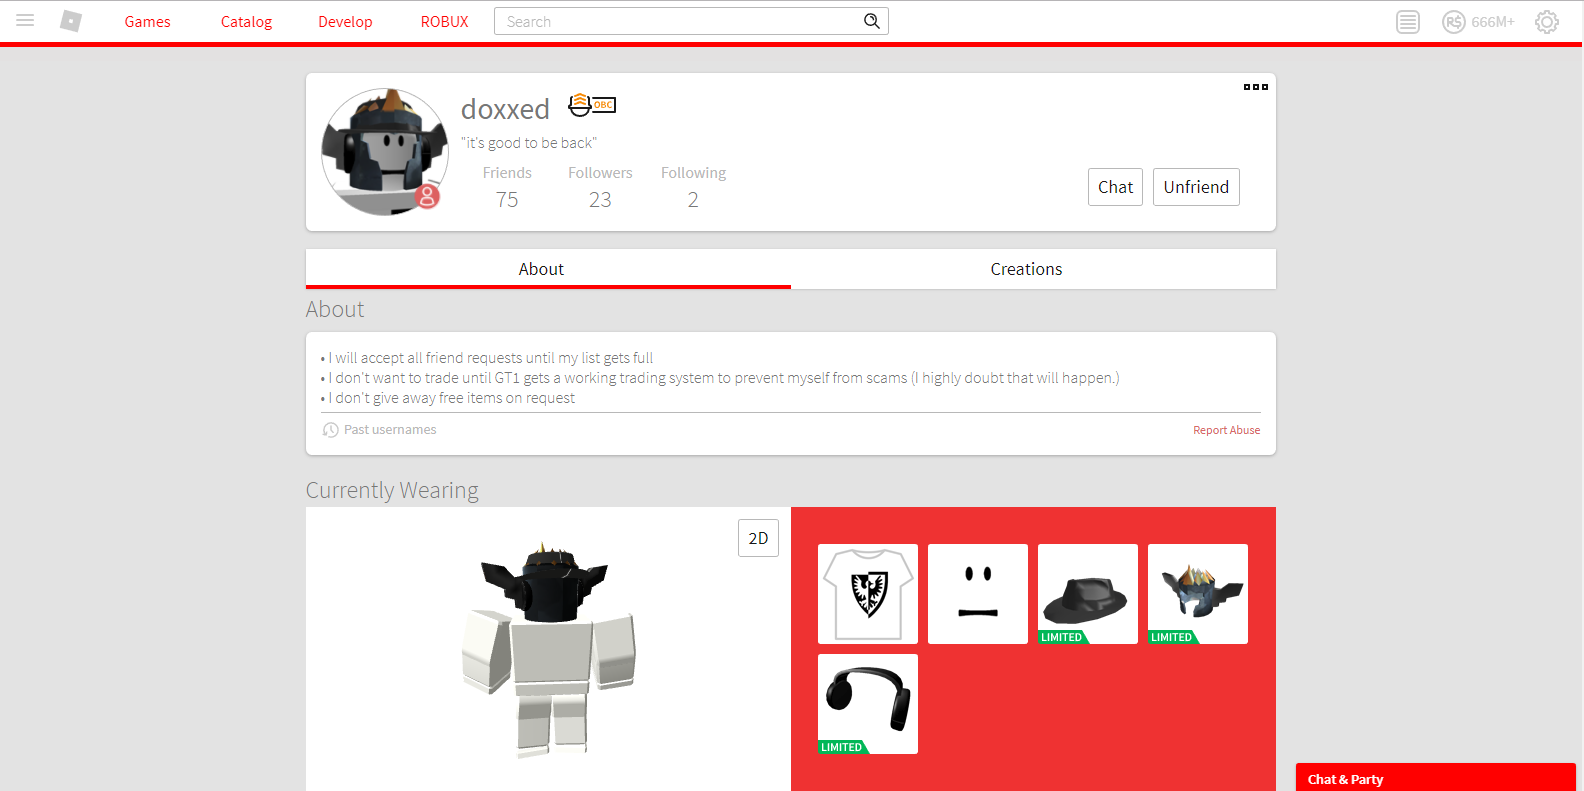 Games Catalog Develop ROBUX Search R$ 666M+
doxxed OBC
"it's good to be back"
Friends Followers Following
75 23 2
Chat Unfriend
About Creations
About
• I will accept all friend requests until my list gets full
• I don't want to trade until GT1 gets a working trading system to prevent myself from scams (I highly doubt that will happen.)
• I don't give away free items on request
Past usernames Report Abuse
Currently Wearing
2D
LIMITED LIMITED
LIMITED
Chat & Party